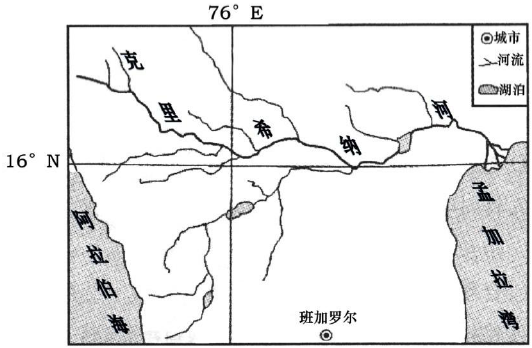 76° E
城市
河流
湖泊
克里希纳河
16° N
阿拉伯海
孟加拉湾
班加罗尔